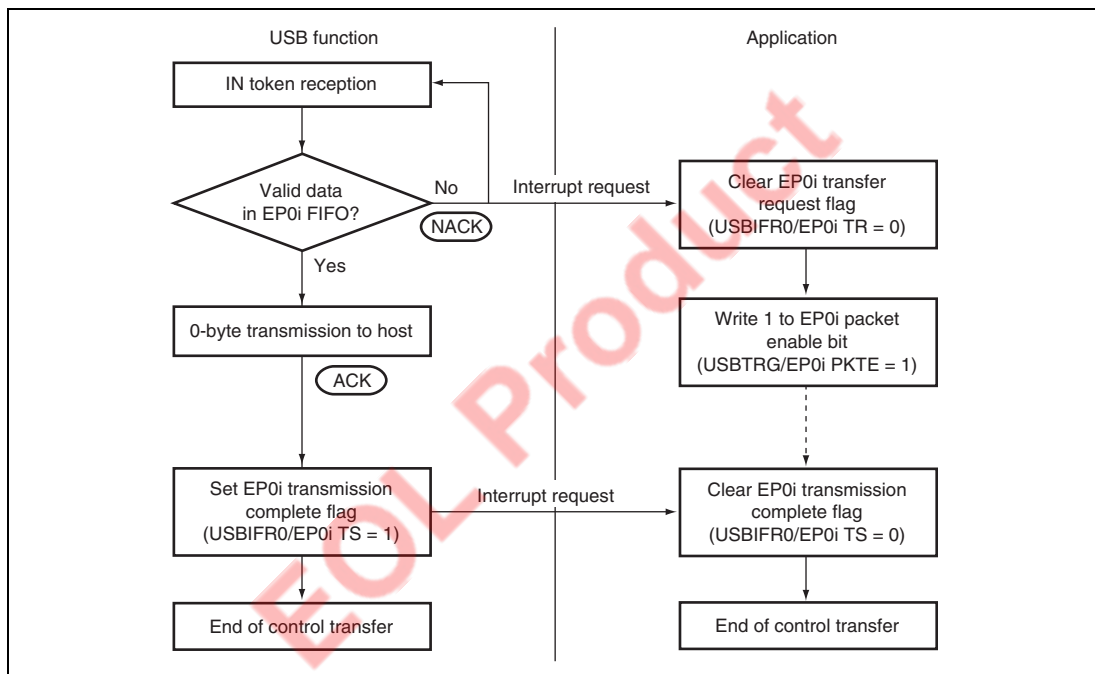 USB function
Application
IN token reception
Valid data
in EP0i FIFO?
No
NACK
Interrupt request
Clear EP0i transfer
request flag
(USBIFR0/EP0i TR = 0)
Yes
0-byte transmission to host
ACK
Write 1 to EP0i packet
enable bit
(USBTRG/EP0i PKTE = 1)
Set EP0i transmission
complete flag
(USBIFR0/EP0i TS = 1)
Interrupt request
Clear EP0i transmission
complete flag
(USBIFR0/EP0i TS = 0)
End of control transfer
End of control transfer
EOL Product